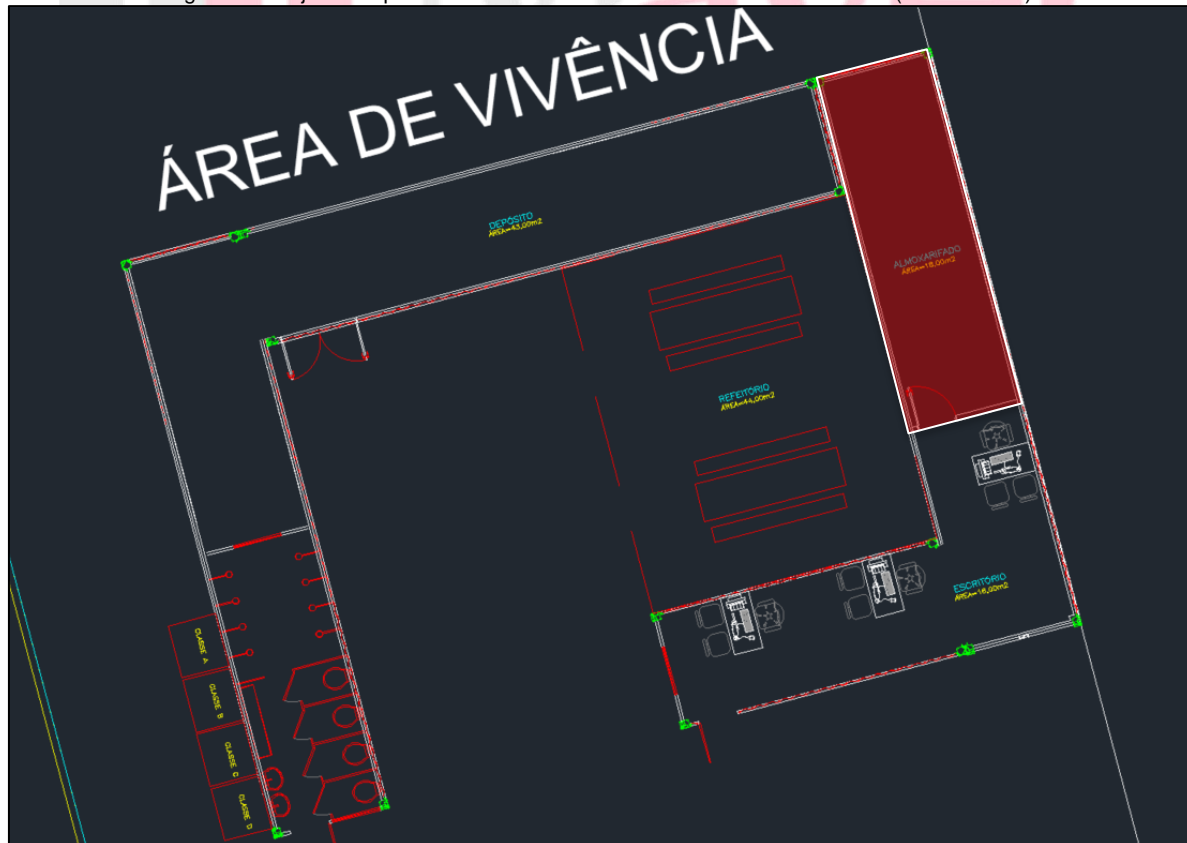 ÁREA DE VIVÊNCIA
DEPÓSITO
ÁREA=43,00m2
ALMOXARIFADO
ÁREA=18,00m2
REFEITÓRIO
ÁREA=44,00m2
ESCRITÓRIO
ÁREA=18,00m2
CLASSE A
CLASSE B
CLASSE C
CLASSE D